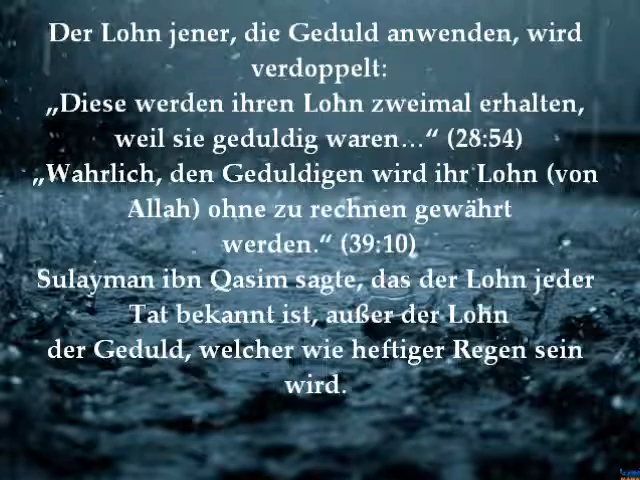 Der Lohn jener, die Geduld anwenden, wird
verdoppelt:
„Diese werden ihren Lohn zweimal erhalten,
weil sie geduldig waren…“ (28:54)
„Wahrlich, den Geduldigen wird ihr Lohn (von
Allah) ohne zu rechnen gewährt
werden.“ (39:10)
Sulayman ibn Qasim sagte, das der Lohn jeder
Tat bekannt ist, außer der Lohn
der Geduld, welcher wie heftiger Regen sein
wird.